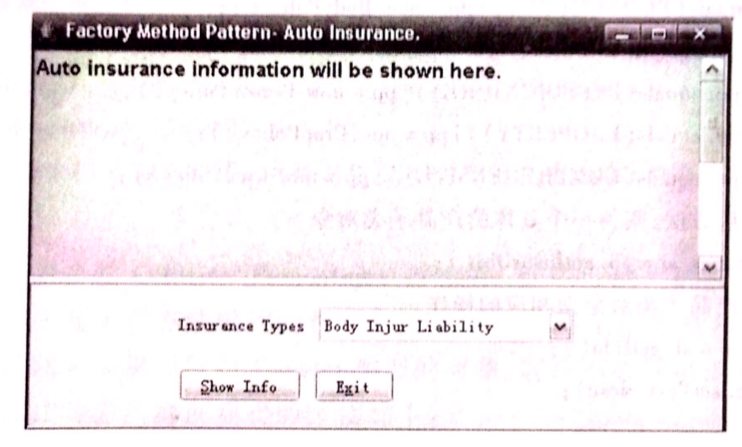 Factory Method Pattern- Auto Insurance.
Auto insurance information will be shown here.
Insurance Types Body Injur Liability
Show Info Exit